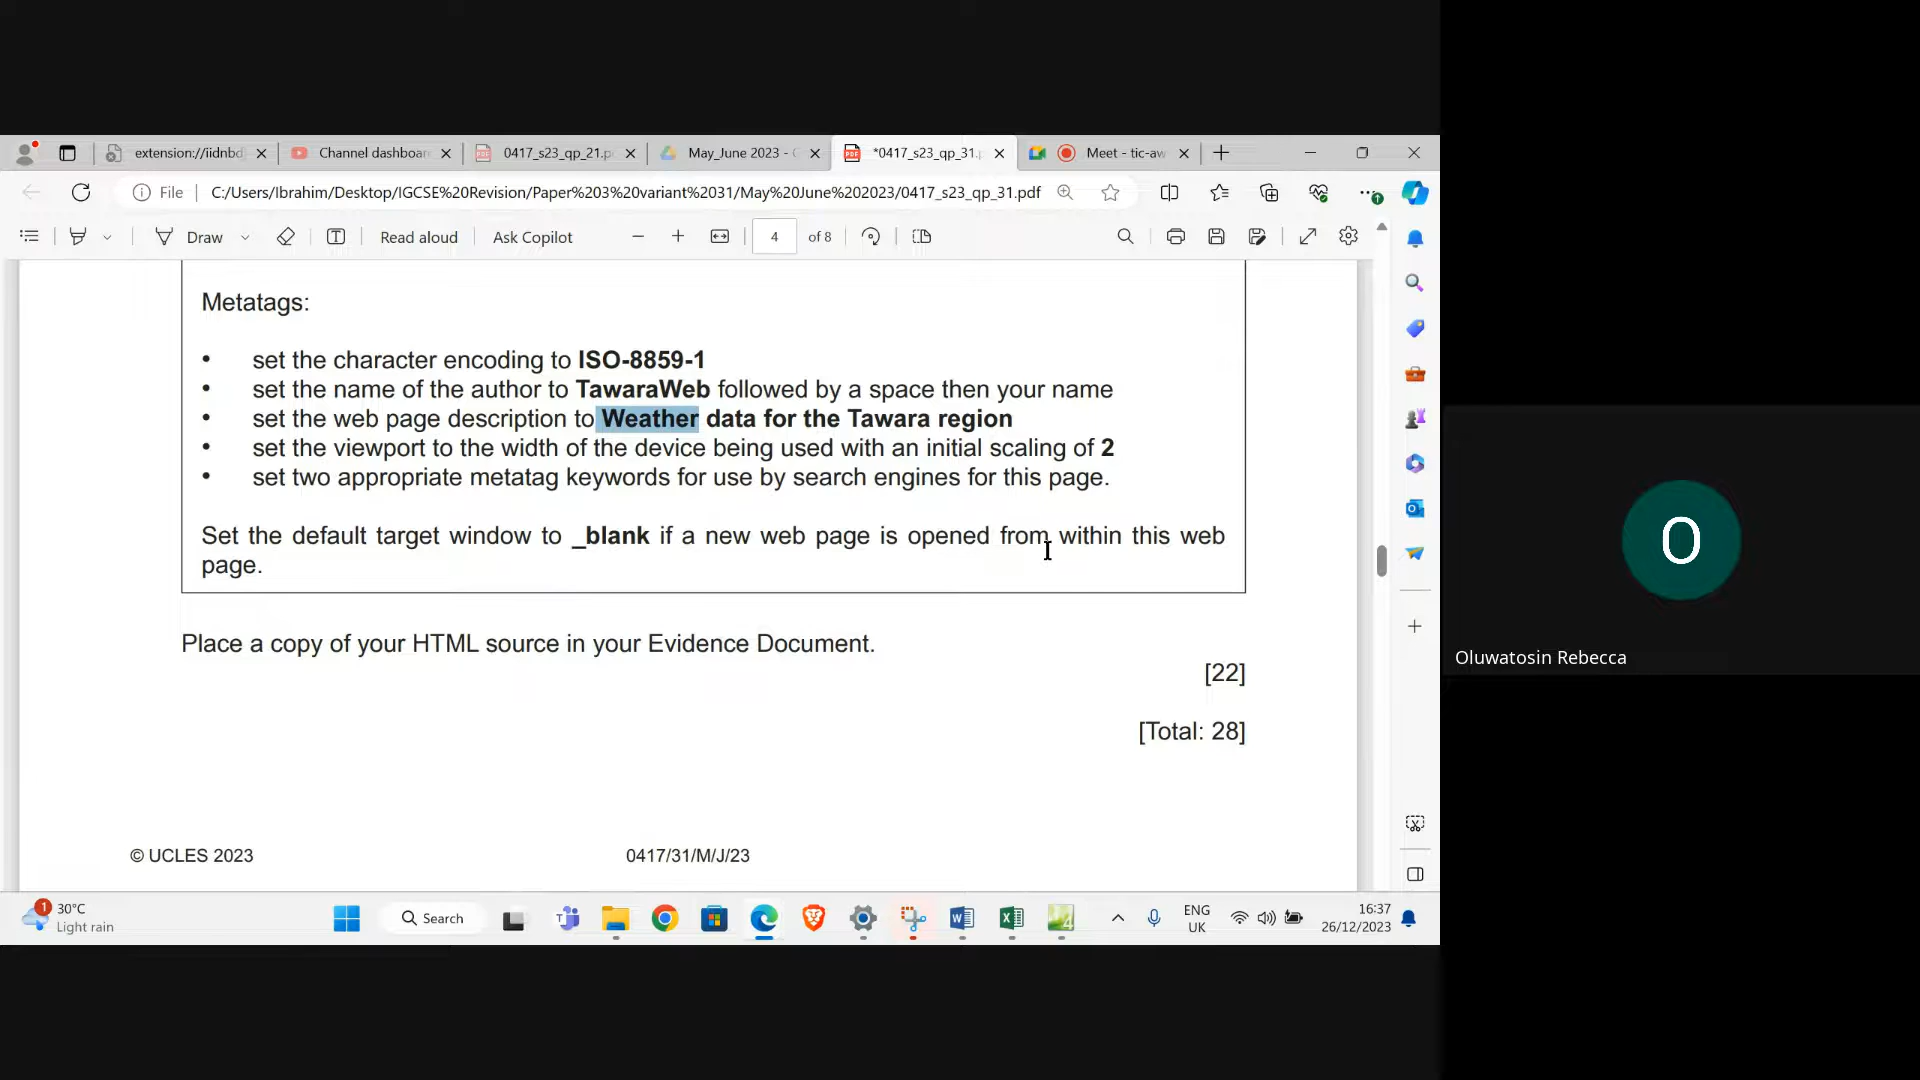 extension://iidnbd
Channel dashboar
0417_s23_qp_21.p
May_June 2023 - G
*0417_s23_qp_31.p
Meet - tic-aw
File
C:/Users/Ibrahim/Desktop/IGCSE%20Revision/Paper%203%20variant%2031/May%20June%202023/0417_s23_qp_31.pdf
Draw
Read aloud
Ask Copilot
4
of 8
Metatags:
• set the character encoding to ISO-8859-1
• set the name of the author to TawaraWeb followed by a space then your name
• set the web page description to Weather data for the Tawara region
• set the viewport to the width of the device being used with an initial scaling of 2
• set two appropriate metatag keywords for use by search engines for this page.
Set the default target window to _blank if a new web page is opened from within this web
page.
Place a copy of your HTML source in your Evidence Document.
[22]
[Total: 28]
© UCLES 2023
0417/31/M/J/23
O
Oluwatosin Rebecca
1
30°C
Light rain
Search
ENG
UK
16:37
26/12/2023